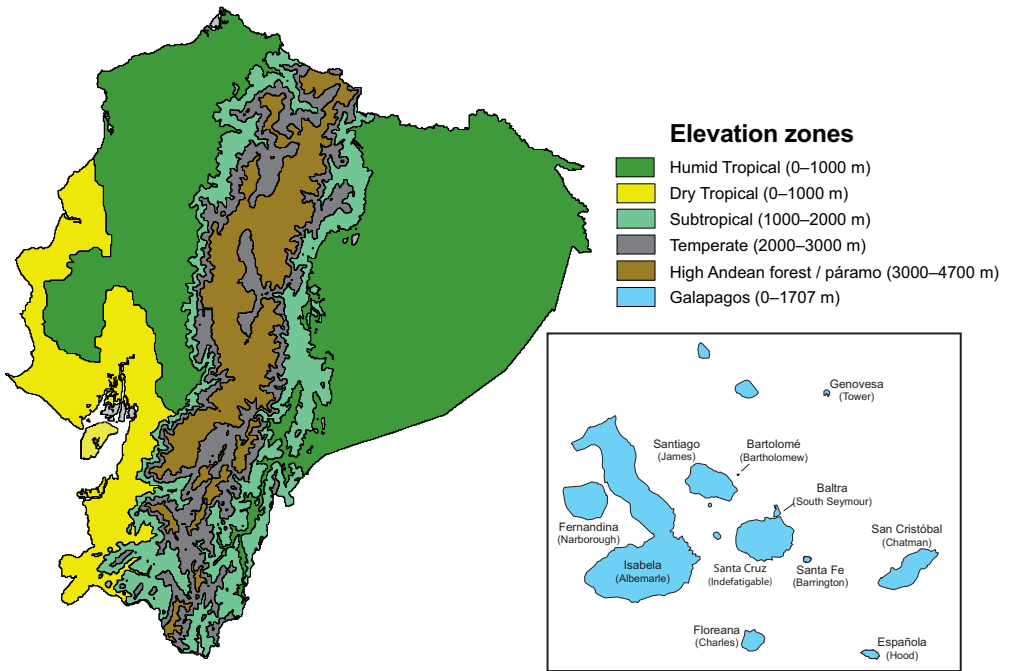 Elevation zones
Humid Tropical (0–1000 m)
Dry Tropical (0–1000 m)
Subtropical (1000–2000 m)
Temperate (2000–3000 m)
High Andean forest / páramo (3000–4700 m)
Galapagos (0–1707 m)
Genovesa
(Tower)
Santiago
(James)
Bartolomé
(Bartholomew)
Baltra
(South Seymour)
Fernandina
(Narborough)
San Cristóbal
(Chatman)
Isabela
(Albemarle)
Santa Cruz
(Indefatigable)
Santa Fe
(Barrington)
Floreana
(Charles)
Española
(Hood)